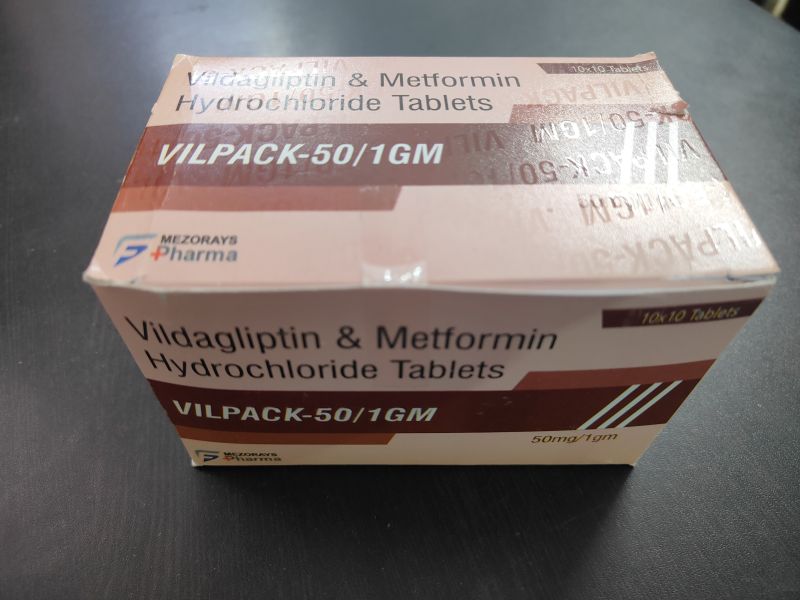 Vildagliptin & Metformin
Hydrochloride Tablets
10x10 Tablets
VILPACK-50/1GM
MEZORAYS
Pharma
Vildagliptin & Metformin
Hydrochloride Tablets
10x10 Tablets
VILPACK-50/1GM
50mg/1gm
MEZORAYS
Pharma